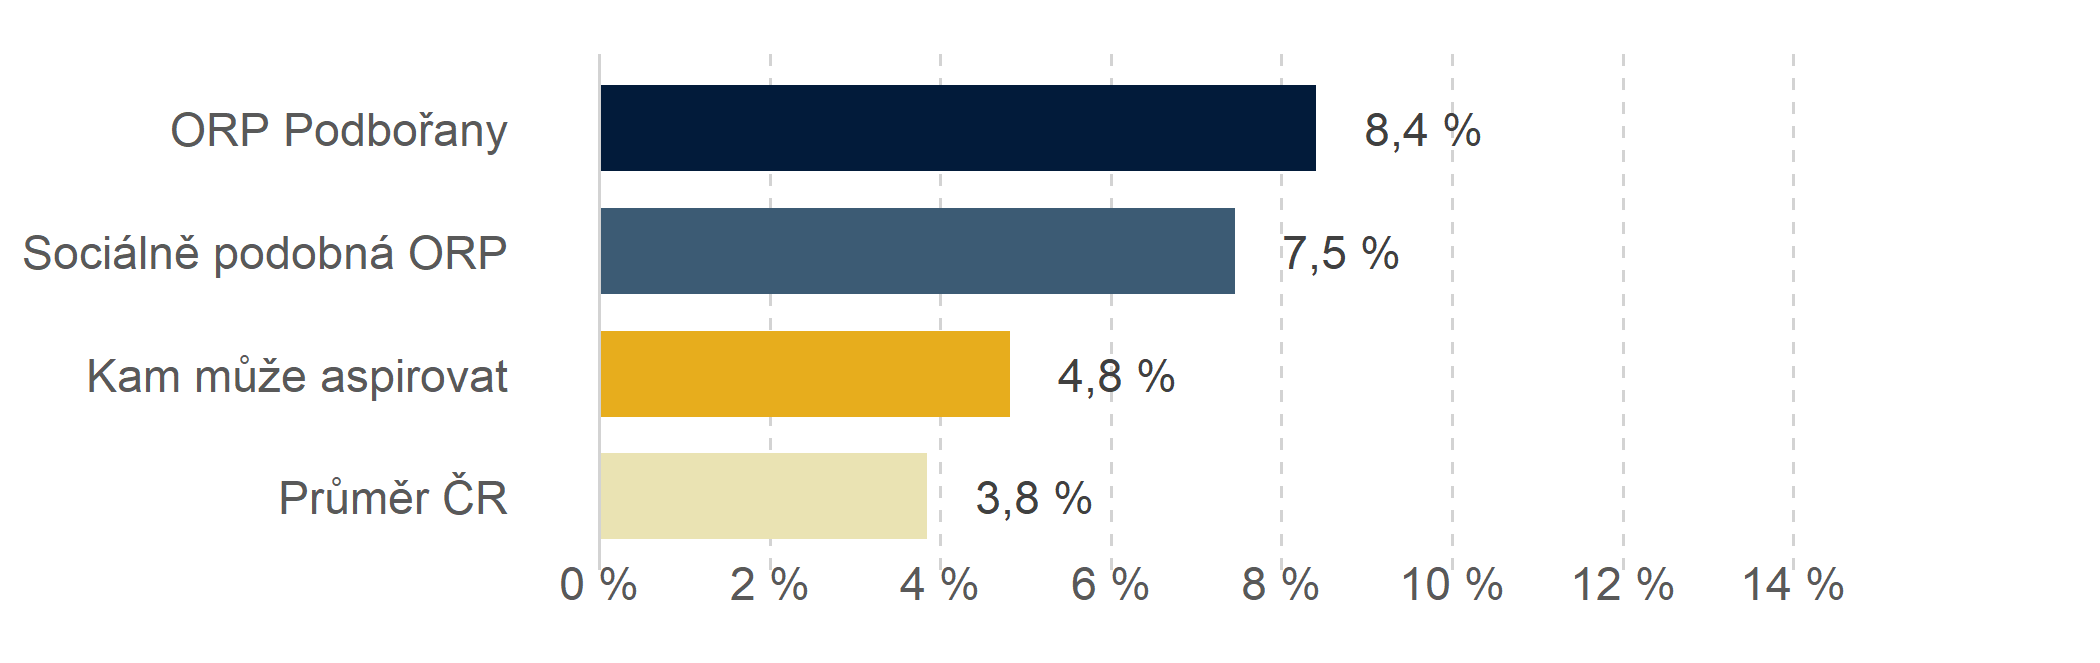 ORP Podbořany 8,4 %
Sociálně podobná ORP 7,5 %
Kam může aspirovat 4,8 %
Průměr ČR 3,8 %
0 % 2 % 4 % 6 % 8 % 10 % 12 % 14 %